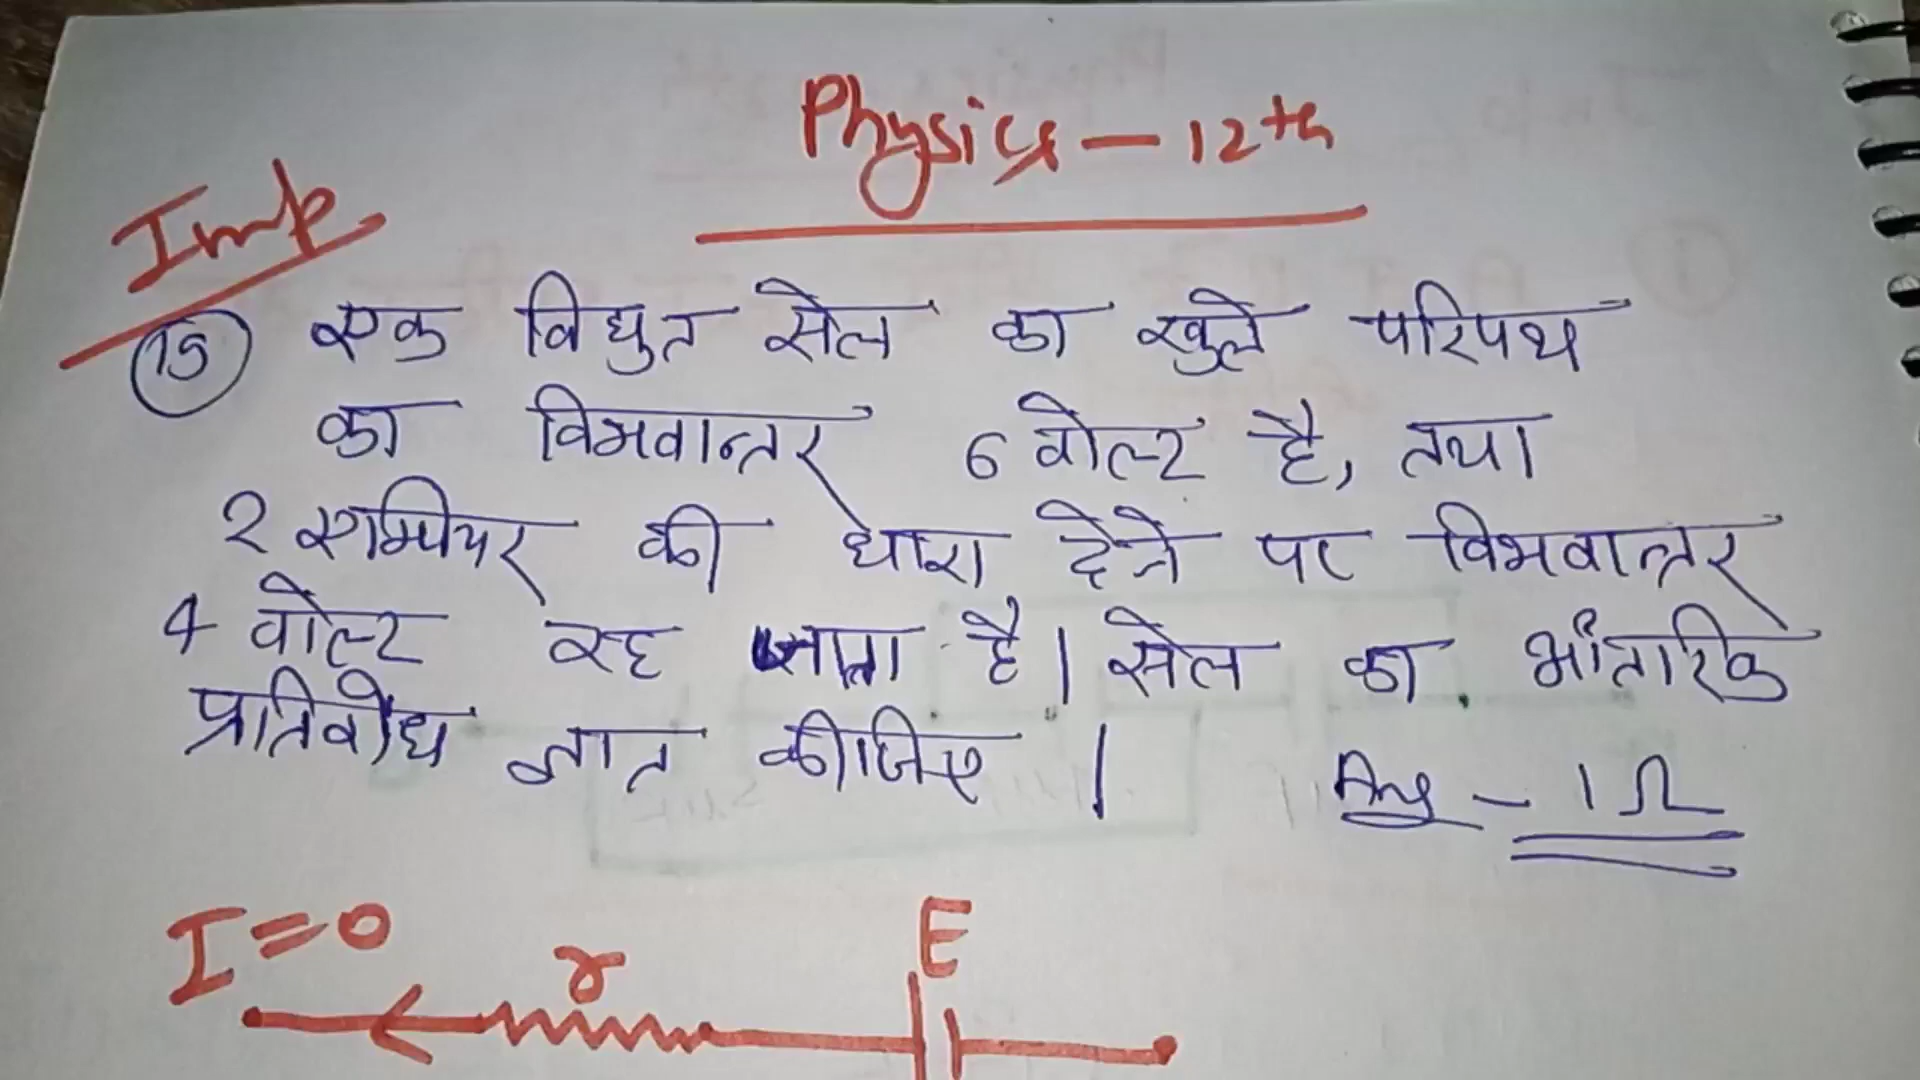 Physics - 12th
Imp
15 एक विद्युत सेल का खुले परिपथ
का विभवान्तर 6 वोल्ट है, तथा
2 एम्पियर की धारा देने पर विभवान्तर
4 वोल्ट रह जाता है। सेल का आंतरिक
प्रतिरोध ज्ञात कीजिए।
Ans - 1 Ω
I = 0
r
E